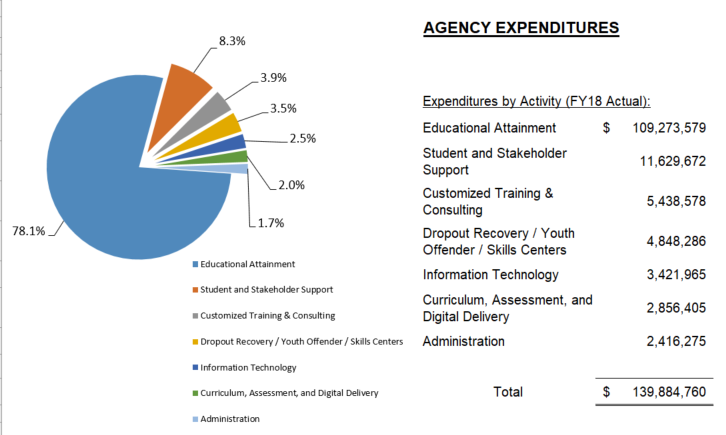 AGENCY EXPENDITURES
8.3%
3.9%
3.5%
2.5%
2.0%
1.7%
78.1%
Educational Attainment
Student and Stakeholder Support
Customized Training & Consulting
Dropout Recovery / Youth Offender / Skills Centers
Information Technology
Curriculum, Assessment, and Digital Delivery
Administration
Expenditures by Activity (FY18 Actual):
Educational Attainment $ 109,273,579
Student and Stakeholder
Support 11,629,672
Customized Training &
Consulting 5,438,578
Dropout Recovery / Youth
Offender / Skills Centers 4,848,286
Information Technology 3,421,965
Curriculum, Assessment, and
Digital Delivery 2,856,405
Administration 2,416,275
Total $ 139,884,760